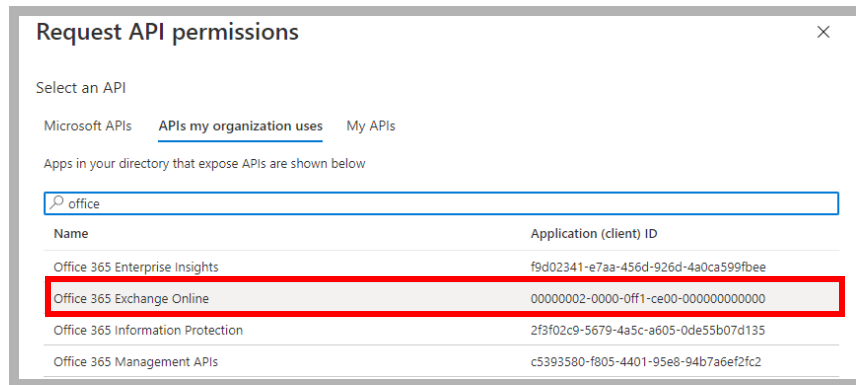 Request API permissions
Select an API
Microsoft APIs APIs my organization uses My APIs
Apps in your directory that expose APIs are shown below
office
Name Application (client) ID
Office 365 Enterprise Insights f9d02341-e7aa-456d-926d-4a0ca599fbee
Office 365 Exchange Online 00000002-0000-0ff1-ce00-000000000000
Office 365 Information Protection 2f3f02c9-5679-4a5c-a605-0de55b07d135
Office 365 Management APIs c5393580-f805-4401-95e8-94b7a6ef2fc2